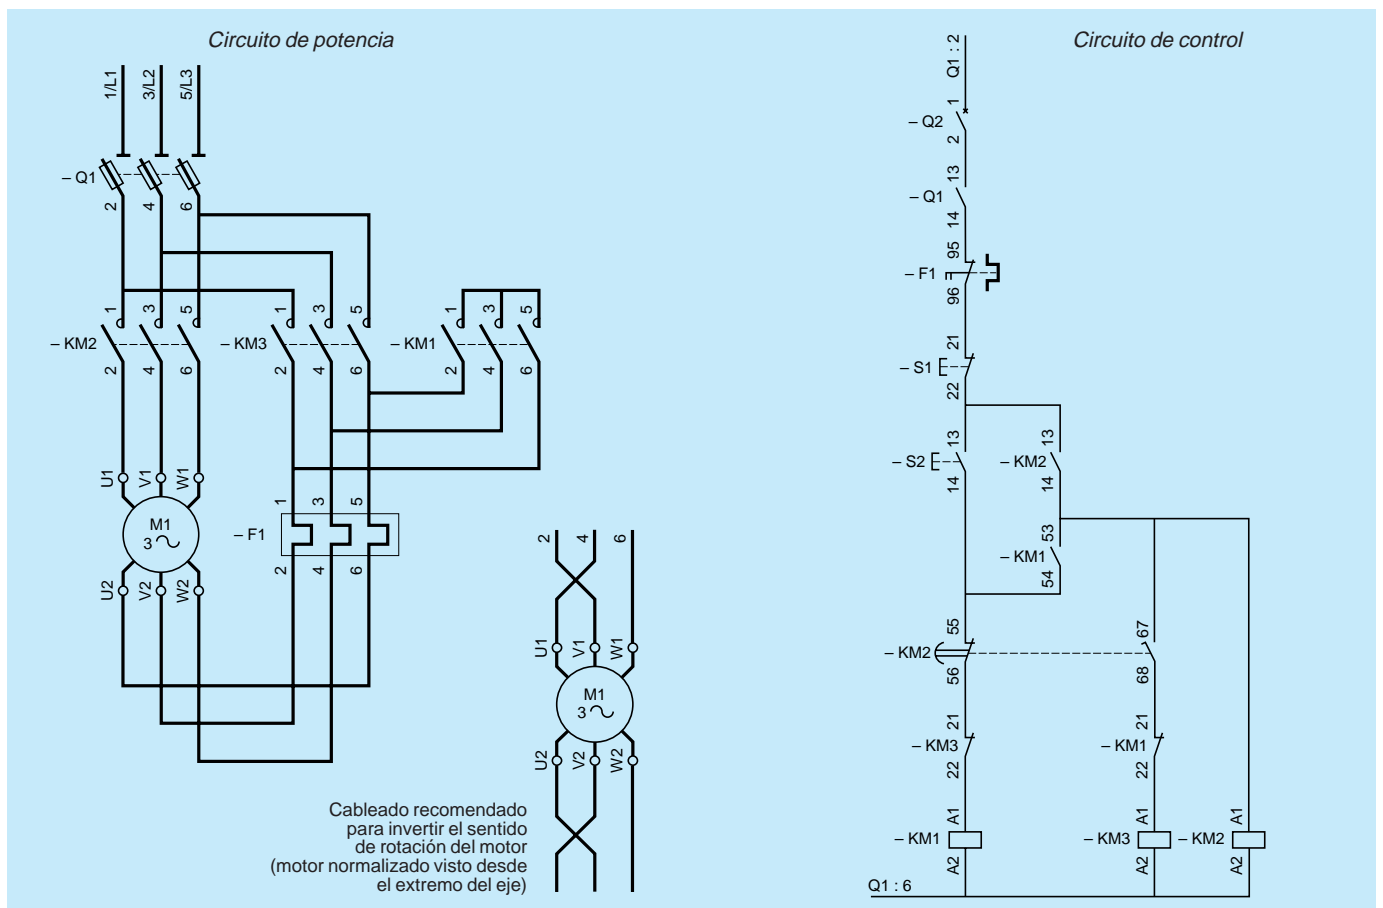 Circuito de potencia
1/L1 3/L2 5/L3
– Q1
2 4 6
1 3 5 1 3 5 1 3 5
– KM2 – KM3 – KM1
2 4 6 2 4 6 2 4 6
U1 V1 W1
M1
3
U2 V2 W2
1 3 5
– F1
2 4 6
2 4 6
U1 V1 W1
M1
3
U2 V2 W2
Cableado recomendado
para invertir el sentido
de rotación del motor
(motor normalizado visto desde
el extremo del eje)
Circuito de control
Q1 : 2
1
– Q2
2
13
– Q1
14
95
– F1
96
21
– S1
22
13 13
– S2 – KM2
14 14
53
– KM1
54
55 67
– KM2
56 68
21 21
– KM3 – KM1
22 22
A1 A1 A1
– KM1 – KM3 – KM2
A2 A2 A2
Q1 : 6